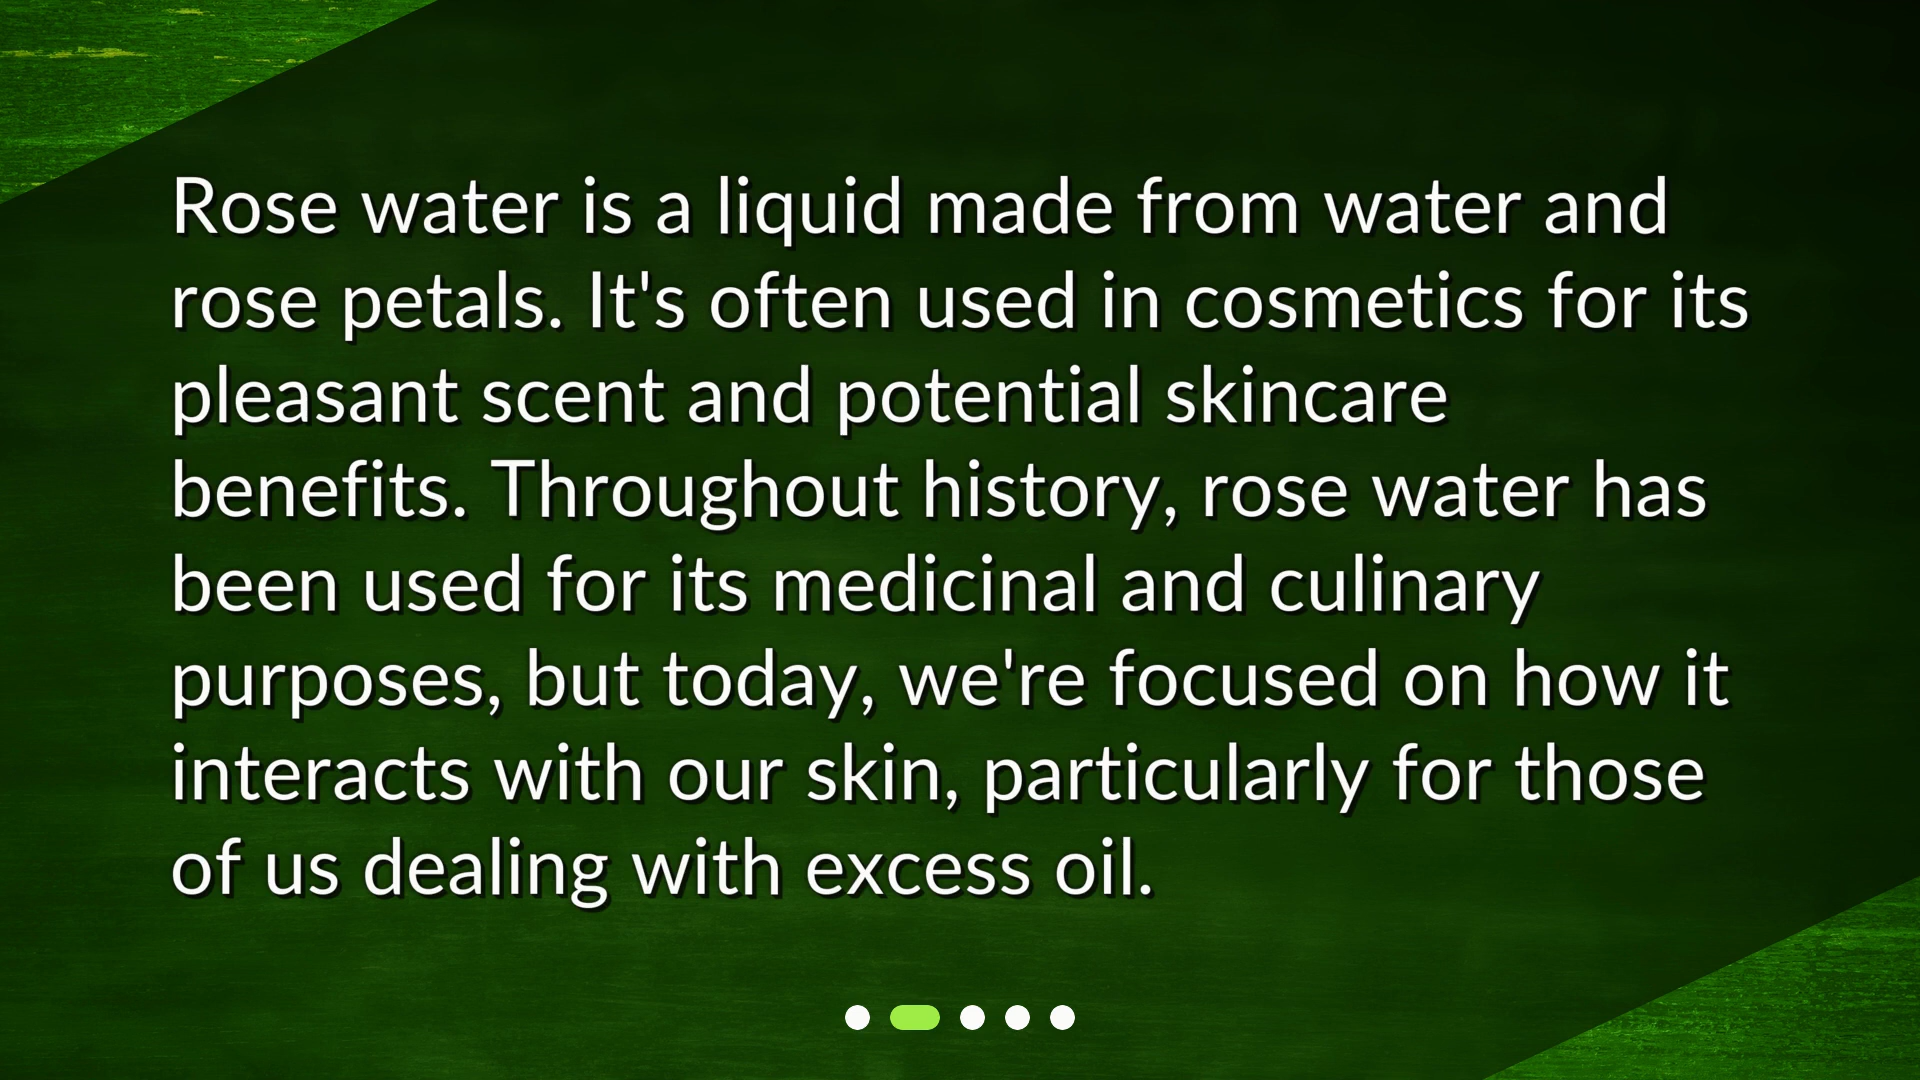 Rose water is a liquid made from water and
rose petals. It's often used in cosmetics for its
pleasant scent and potential skincare
benefits. Throughout history, rose water has
been used for its medicinal and culinary
purposes, but today, we're focused on how it
interacts with our skin, particularly for those
of us dealing with excess oil.